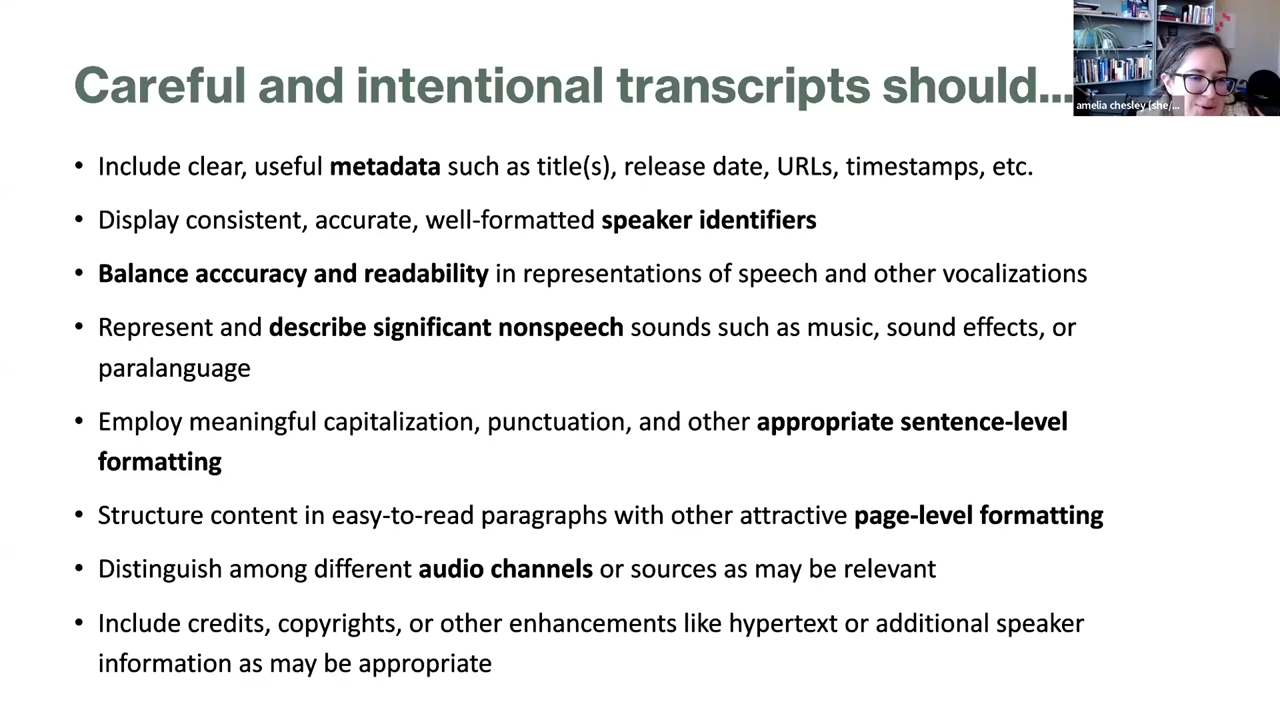 Careful and intentional transcripts should...
amelia chesley (she/...
• Include clear, useful metadata such as title(s), release date, URLs, timestamps, etc.
• Display consistent, accurate, well-formatted speaker identifiers
• Balance acccuracy and readability in representations of speech and other vocalizations
• Represent and describe significant nonspeech sounds such as music, sound effects, or
paralanguage
• Employ meaningful capitalization, punctuation, and other appropriate sentence-level
formatting
• Structure content in easy-to-read paragraphs with other attractive page-level formatting
• Distinguish among different audio channels or sources as may be relevant
• Include credits, copyrights, or other enhancements like hypertext or additional speaker
information as may be appropriate